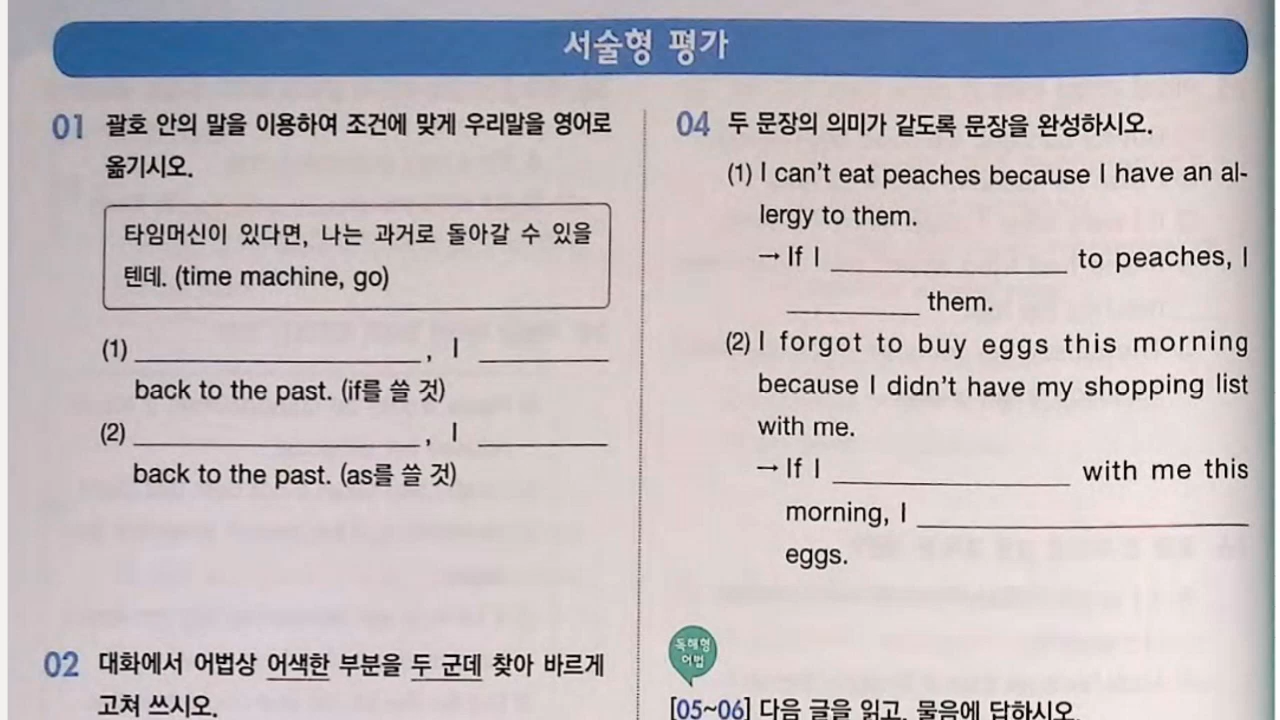 서술형 평가
01 괄호 안의 말을 이용하여 조건에 맞게 우리말을 영어로
옮기시오.
타임머신이 있다면, 나는 과거로 돌아갈 수 있을
텐데. (time machine, go)
(1) ____________________, I __________
back to the past. (if를 쓸 것)
(2) ____________________, I __________
back to the past. (as를 쓸 것)
02 대화에서 어법상 어색한 부분을 두 군데 찾아 바르게
고쳐 쓰시오.
04 두 문장의 의미가 같도록 문장을 완성하시오.
(1) I can't eat peaches because I have an al-
lergy to them.
→ If I ____________________ to peaches, I
__________ them.
(2) I forgot to buy eggs this morning
because I didn't have my shopping list
with me.
→ If I ____________________ with me this
morning, I ____________________
eggs.
독해형
어법
[05~06] 다음 글을 읽고, 물음에 답하시오.